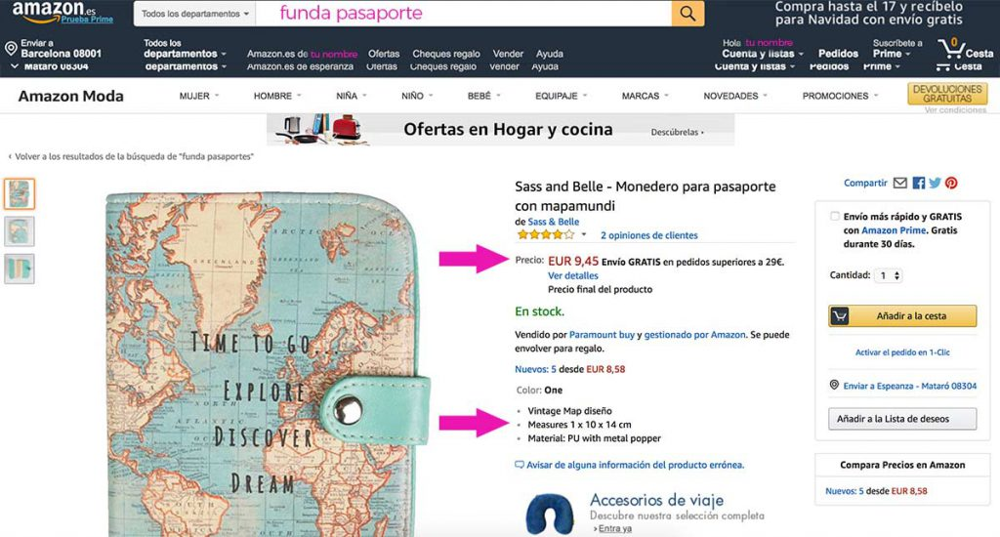 amazon.es
Prueba Prime
Todos los departamentos
funda pasaporte
Compra hasta el 17 y recíbelo
para Navidad con envío gratis
Enviar a
Barcelona 08001
Mataró 08304
Todos los
departamentos
departamentos
Amazon.es de tu nombre Ofertas Cheques regalo Vender Ayuda
Amazon.es de esperanza Ofertas Cheques regalo Vender Ayuda
Hola tu nombre
Cuenta y listas
Pedidos
Suscríbete a
Prime
0
Cesta
Cuenta y listas Pedidos Prime Cesta
Amazon Moda
MUJER HOMBRE NIÑA NIÑO BEBÉ EQUIPAJE MARCAS NOVEDADES PROMOCIONES
DEVOLUCIONES
GRATUITAS
Ver condiciones
Ofertas en Hogar y cocina Descúbrelas ›
‹ Volver a los resultados de la búsqueda de "funda pasaportes"
ARCTIC
GREENLAND
TIME TO GO...
EXPLORE
DISCOVER
DREAM
Sass and Belle - Monedero para pasaporte
con mapamundi
de Sass & Belle
2 opiniones de clientes
Precio: EUR 9,45 Envío GRATIS en pedidos superiores a 29€.
Ver detalles
Precio final del producto
En stock.
Vendido por Paramount buy y gestionado por Amazon. Se puede
envolver para regalo.
Nuevos: 5 desde EUR 8,58
Color: One
• Vintage Map diseño
• Measures 1 x 10 x 14 cm
• Material: PU with metal popper
Avisar de alguna información del producto errónea.
Accesorios de viaje
Descubre nuestra selección completa
› Entra ya
Compartir
Envío más rápido y GRATIS
con Amazon Prime. Gratis
durante 30 días.
Cantidad: 1
Añadir a la cesta
Activar el pedido en 1-Clic
Enviar a Espeanza - Mataró 08304
Añadir a la Lista de deseos
Compara Precios en Amazon
Nuevos: 5 desde EUR 8,58